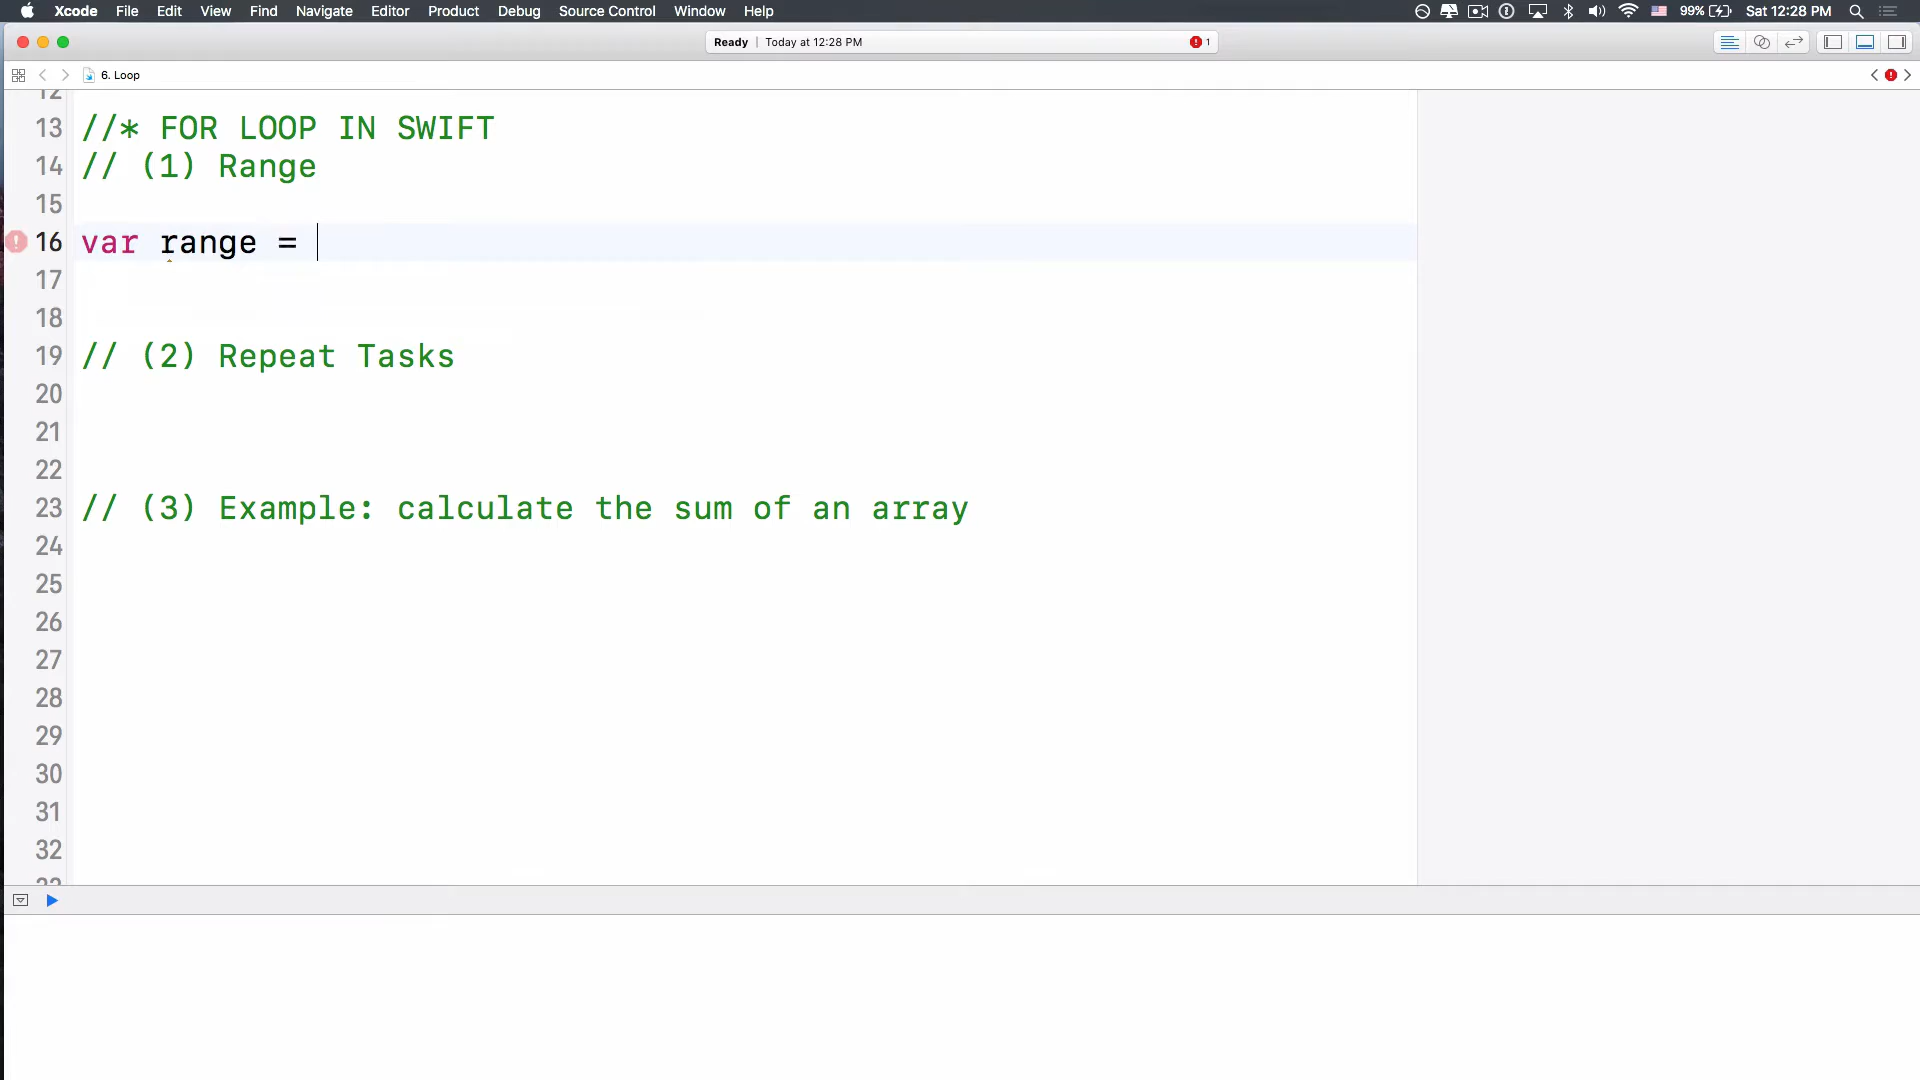 Xcode File Edit View Find Navigate Editor Product Debug Source Control Window Help 99% Sat 12:28 PM
Ready | Today at 12:28 PM 1
6. Loop
12
13 //* FOR LOOP IN SWIFT
14 // (1) Range
15
16 var range =
17
18
19 // (2) Repeat Tasks
20
21
22
23 // (3) Example: calculate the sum of an array
24
25
26
27
28
29
30
31
32
33